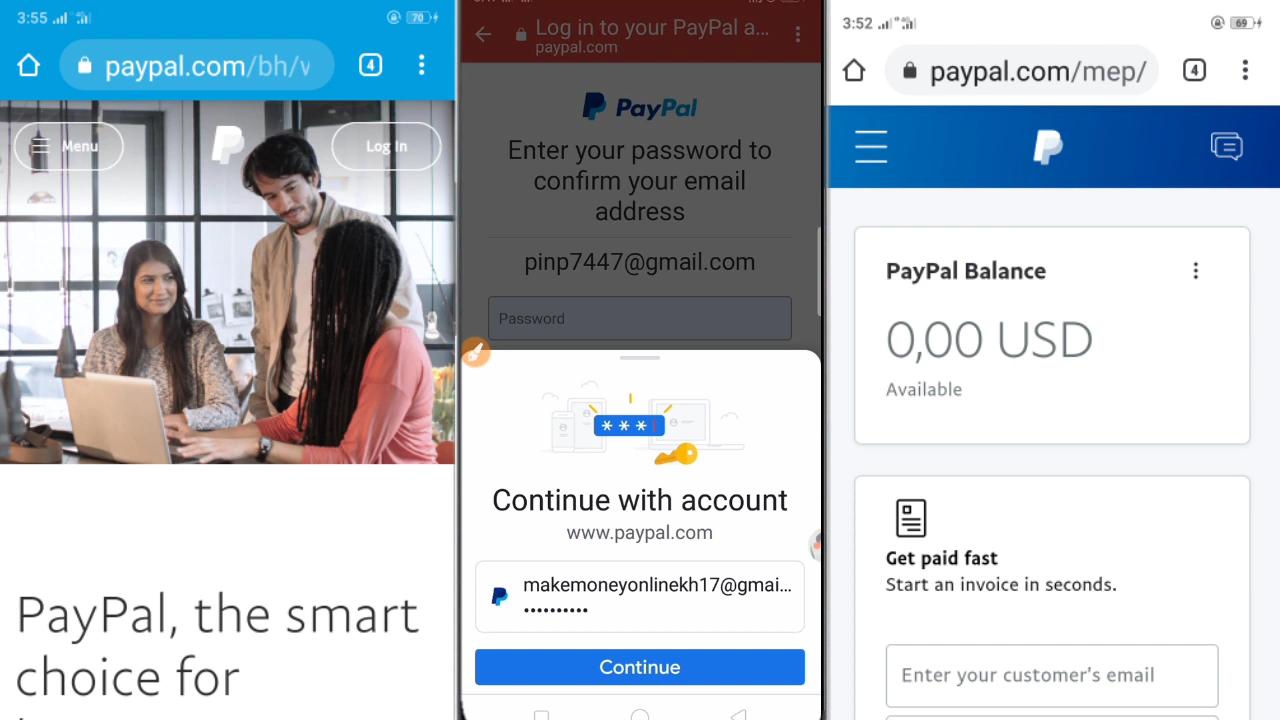 3:55
70
paypal.com/bh/
4
Menu
Log In
PayPal, the smart
choice for
Log in to your PayPal a...
paypal.com
PayPal
Enter your password to
confirm your email
address
pinp7447@gmail.com
Password
***
Continue with account
www.paypal.com
makemoneyonlinekh17@gmai...
••••••••••
Continue
3:52
69
paypal.com/mep/
4
PayPal Balance
0,00 USD
Available
Get paid fast
Start an invoice in seconds.
Enter your customer's email